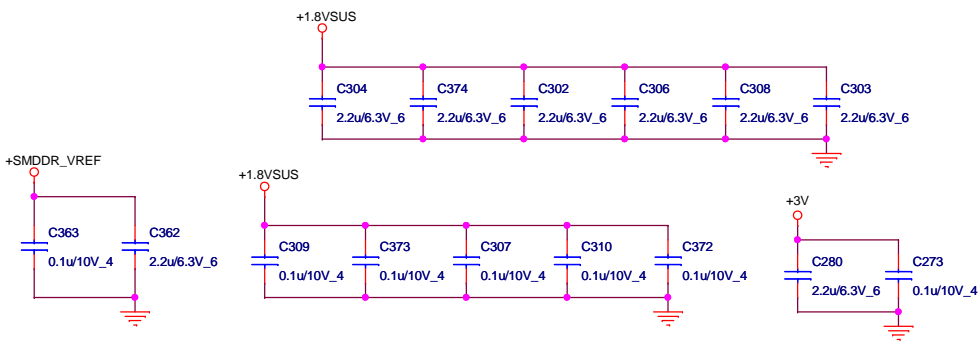 +1.8VSUS
C304 C374 C302 C306 C308 C303
2.2u/6.3V_6 2.2u/6.3V_6 2.2u/6.3V_6 2.2u/6.3V_6 2.2u/6.3V_6 2.2u/6.3V_6
+SMDDR_VREF
C363 C362
0.1u/10V_4 2.2u/6.3V_6
+1.8VSUS
C309 C373 C307 C310 C372
0.1u/10V_4 0.1u/10V_4 0.1u/10V_4 0.1u/10V_4 0.1u/10V_4
+3V
C280 C273
2.2u/6.3V_6 0.1u/10V_4